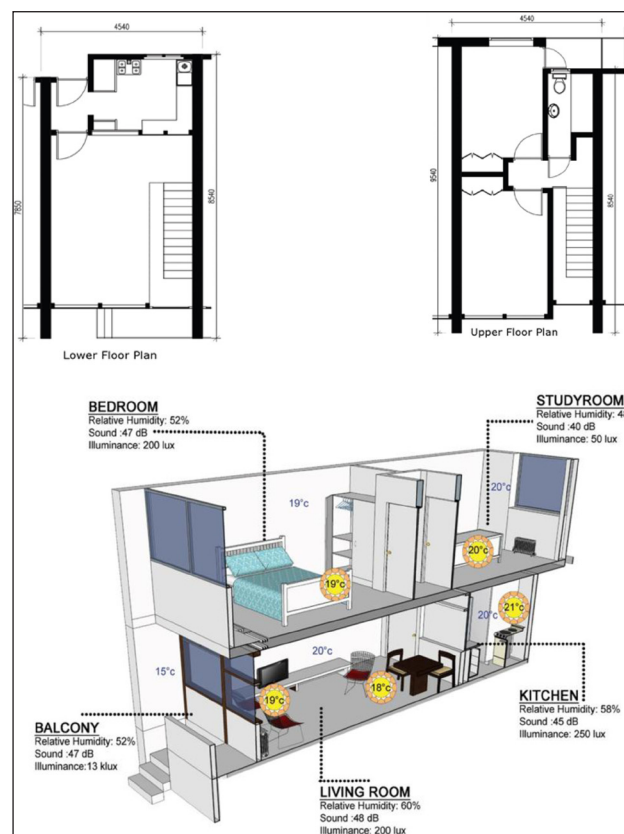 4540
7850
8540
Lower Floor Plan
4540
9540
8540
Upper Floor Plan
BEDROOM
Relative Humidity: 52%
Sound :47 dB
Illuminance: 200 lux
STUDYROOM
Relative Humidity: 48
Sound :40 dB
Illuminance: 50 lux
19°c
20°c
20°c
19°c
20°c
20°c
21°c
15°c
19°c
18°c
KITCHEN
Relative Humidity: 58%
Sound :45 dB
Illuminance: 250 lux
BALCONY
Relative Humidity: 52%
Sound :47 dB
Illuminance:13 klux
LIVING ROOM
Relative Humidity: 60%
Sound :48 dB
Illuminance: 200 lux